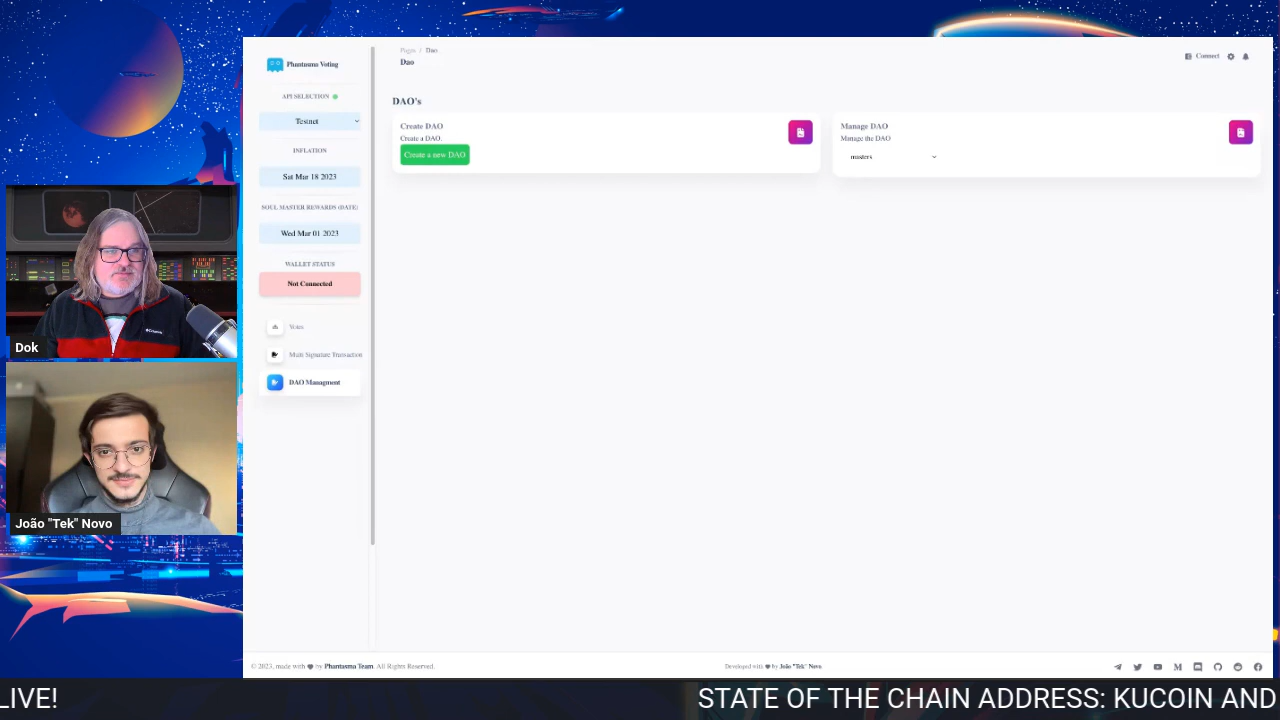 Phantasma Voting
API SELECTION
Testnet
INFLATION
Sat Mar 18 2023
SOUL MASTER REWARDS (DATE)
Wed Mar 01 2023
WALLET STATUS
Not Connected
Votes
Multi Signature Transaction
DAO Managment
Pages / Dao
Dao
Connect
DAO's
Create DAO
Create a DAO.
Create a new DAO
Manage DAO
Manage the DAO
masters
Dok
João "Tek" Novo
© 2023, made with by Phantasma Team. All Rights Reserved.
Developed with by João "Tek" Novo
LIVE!
STATE OF THE CHAIN ADDRESS: KUCOIN AND